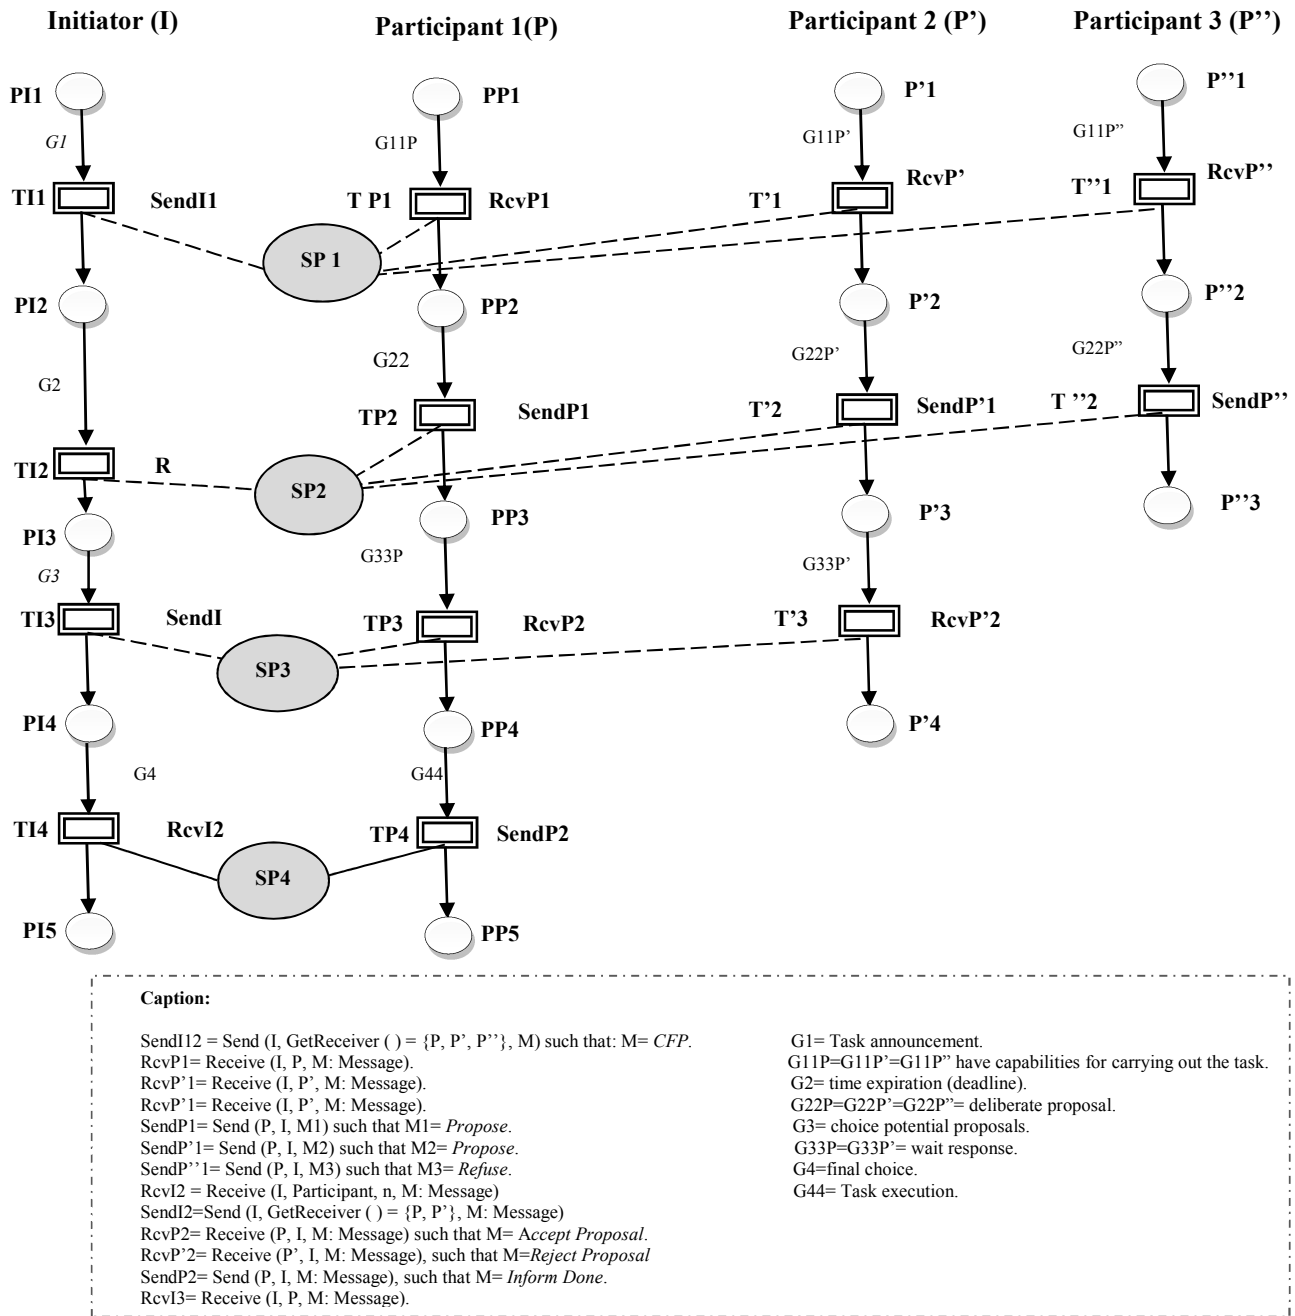 Initiator (I)
Participant 1(P)
Participant 2 (P’)
Participant 3 (P’’)
PI1
PP1
P’1
P’’1
G1
G11P
G11P’
G11P”
TI1
SendI1
T P1
RcvP1
T’1
RcvP’
T’’1
RcvP’’
SP 1
PI2
PP2
P’2
P’’2
G2
G22
G22P’
G22P”
TP2
SendP1
T’2
SendP’1
T ’’2
SendP’’
TI2
R
SP2
PI3
PP3
P’3
P’’3
G3
G33P
G33P’
TI3
SendI
TP3
RcvP2
T’3
RcvP’2
SP3
PI4
PP4
P’4
G4
G44
TI4
RcvI2
TP4
SendP2
SP4
PI5
PP5
Caption:
SendI12 = Send (I, GetReceiver ( ) = {P, P’, P’’}, M) such that: M= CFP.
RcvP1= Receive (I, P, M: Message).
RcvP’1= Receive (I, P’, M: Message).
RcvP’1= Receive (I, P’, M: Message).
SendP1= Send (P, I, M1) such that M1= Propose.
SendP’1= Send (P, I, M2) such that M2= Propose.
SendP’’1= Send (P, I, M3) such that M3= Refuse.
RcvI2 = Receive (I, Participant, n, M: Message)
SendI2=Send (I, GetReceiver ( ) = {P, P’}, M: Message)
RcvP2= Receive (P, I, M: Message) such that M= Accept Proposal.
RcvP’2= Receive (P’, I, M: Message), such that M=Reject Proposal
SendP2= Send (P, I, M: Message), such that M= Inform Done.
RcvI3= Receive (I, P, M: Message).
G1= Task announcement.
G11P=G11P’=G11P” have capabilities for carrying out the task.
G2= time expiration (deadline).
G22P=G22P’=G22P”= deliberate proposal.
G3= choice potential proposals.
G33P=G33P’= wait response.
G4=final choice.
G44= Task execution.